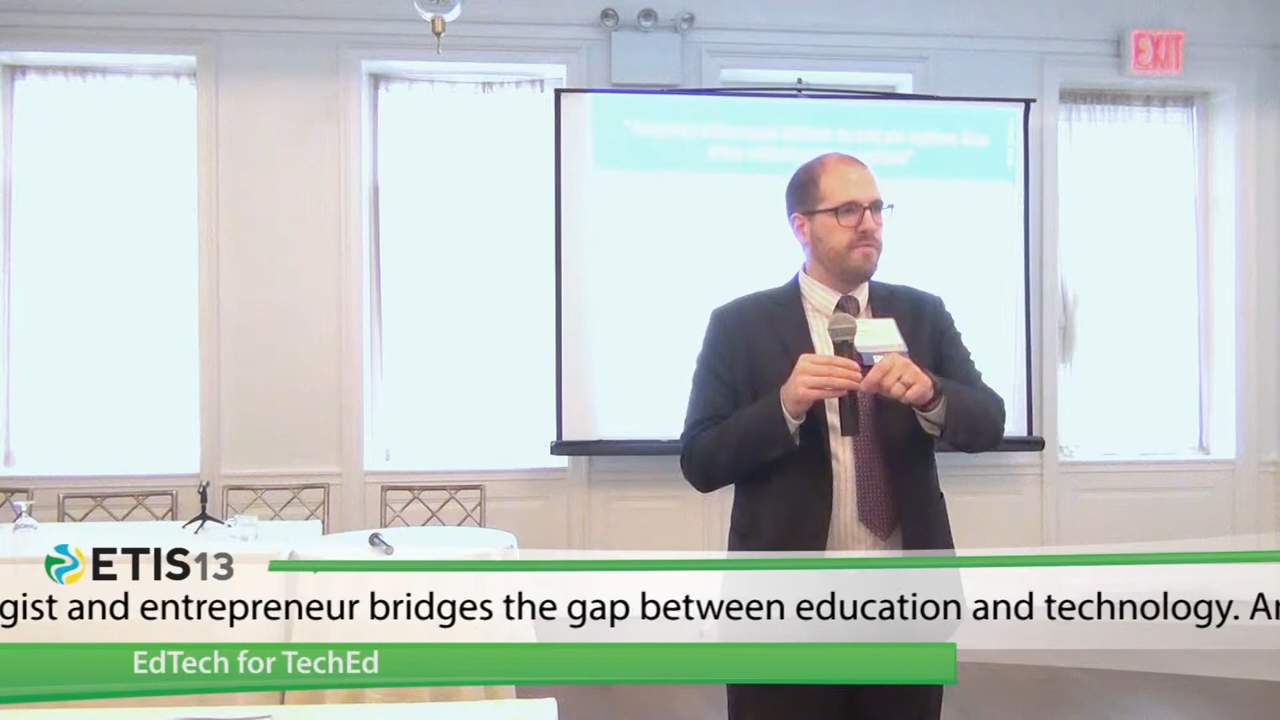 EXIT
ETIS13
gist and entrepreneur bridges the gap between education and technology. Ar
EdTech for TechEd